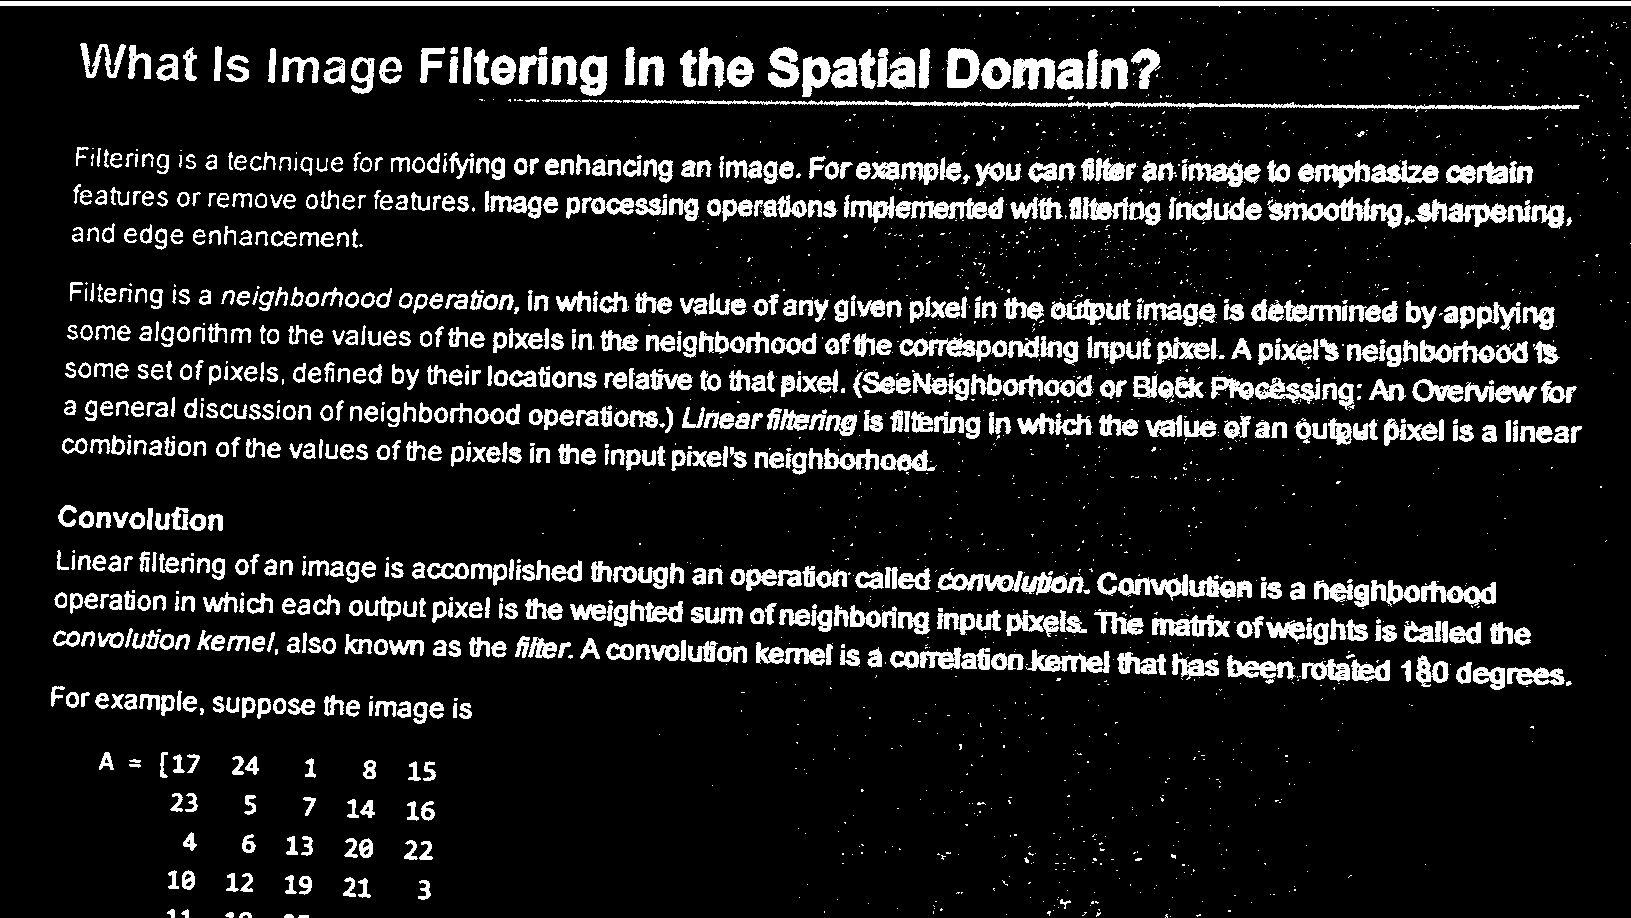 What Is Image Filtering in the Spatial Domain?
Filtering is a technique for modifying or enhancing an image. For example, you can filter an image to emphasize certain
features or remove other features. Image processing operations implemented with filtering include smoothing, sharpening,
and edge enhancement.
Filtering is a neighborhood operation, in which the value of any given pixel in the output image is determined by applying
some algorithm to the values of the pixels in the neighborhood of the corresponding input pixel. A pixel's neighborhood is
some set of pixels, defined by their locations relative to that pixel. (SeeNeighborhood or Block Processing: An Overview for
a general discussion of neighborhood operations.) Linear filtering is filtering in which the value of an output pixel is a linear
combination of the values of the pixels in the input pixel's neighborhood.
Convolution
Linear filtering of an image is accomplished through an operation called convolution. Convolution is a neighborhood
operation in which each output pixel is the weighted sum of neighboring input pixels. The matrix of weights is called the
convolution kernel, also known as the filter. A convolution kernel is a correlation kernel that has been rotated 180 degrees.
For example, suppose the image is
A = [17 24 1 8 15
23 5 7 14 16
4 6 13 20 22
10 12 19 21 3